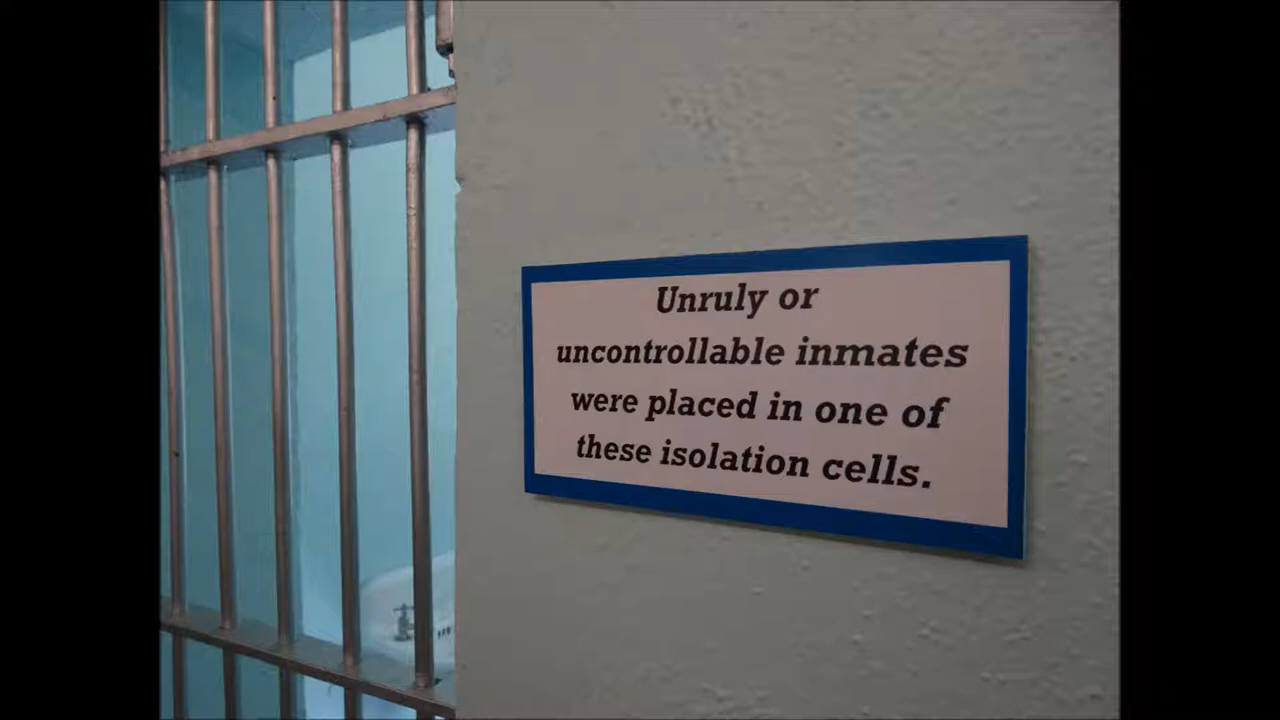 Unruly or
uncontrollable inmates
were placed in one of
these isolation cells.